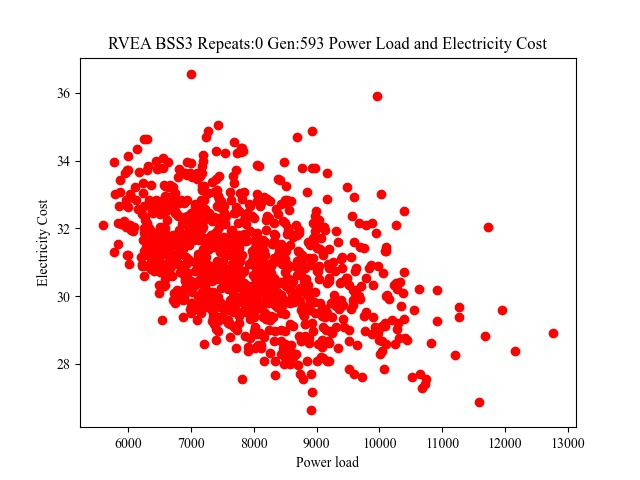 RVEA BSS3 Repeats:0 Gen:593 Power Load and Electricity Cost
36
34
32
30
28
Electricity Cost
6000 7000 8000 9000 10000 11000 12000 13000
Power load